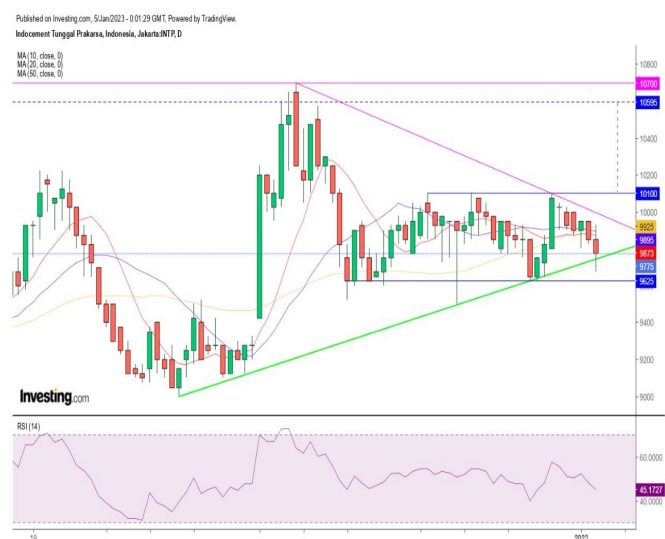 Published on Investing.com, 5/Jan/2023 - 0:01:29 GMT, Powered by TradingView.
Indocement Tunggal Prakarsa, Indonesia, Jakarta:INTP, D
MA (10, close, 0)
MA (20, close, 0)
MA (50, close, 0)
10800
10700
10595
10400
10200
10100
10000
9925
9895
9873
9775
9625
9400
9200
9000
Investing.com
RSI (14)
60.0000
45.1727
40.0000